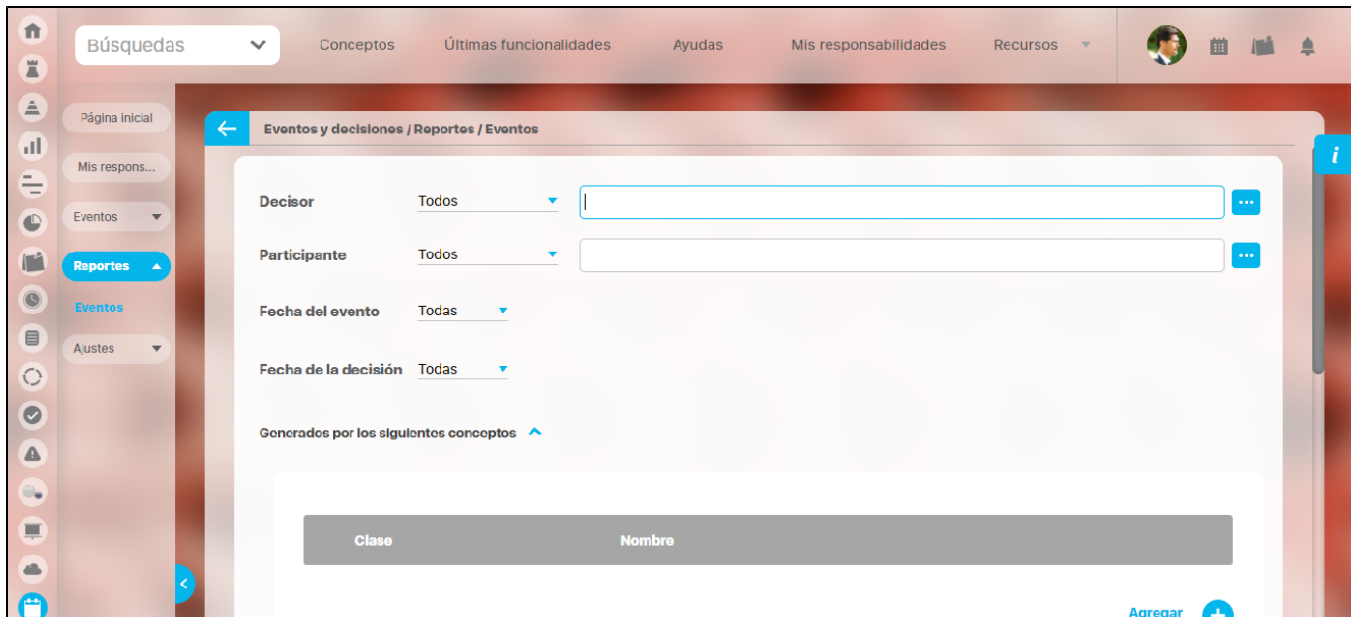 Búsquedas
Conceptos
Últimas funcionalidades
Ayudas
Mis responsabilidades
Recursos
Página inicial
Mis respons...
Eventos
Reportes
Eventos
Ajustes
Eventos y decisiones / Reportes / Eventos
i
Decisor Todos
Participante Todos
Fecha del evento Todas
Fecha de la decisión Todas
Generados por los siguientes conceptos
Clase Nombre
Agregar